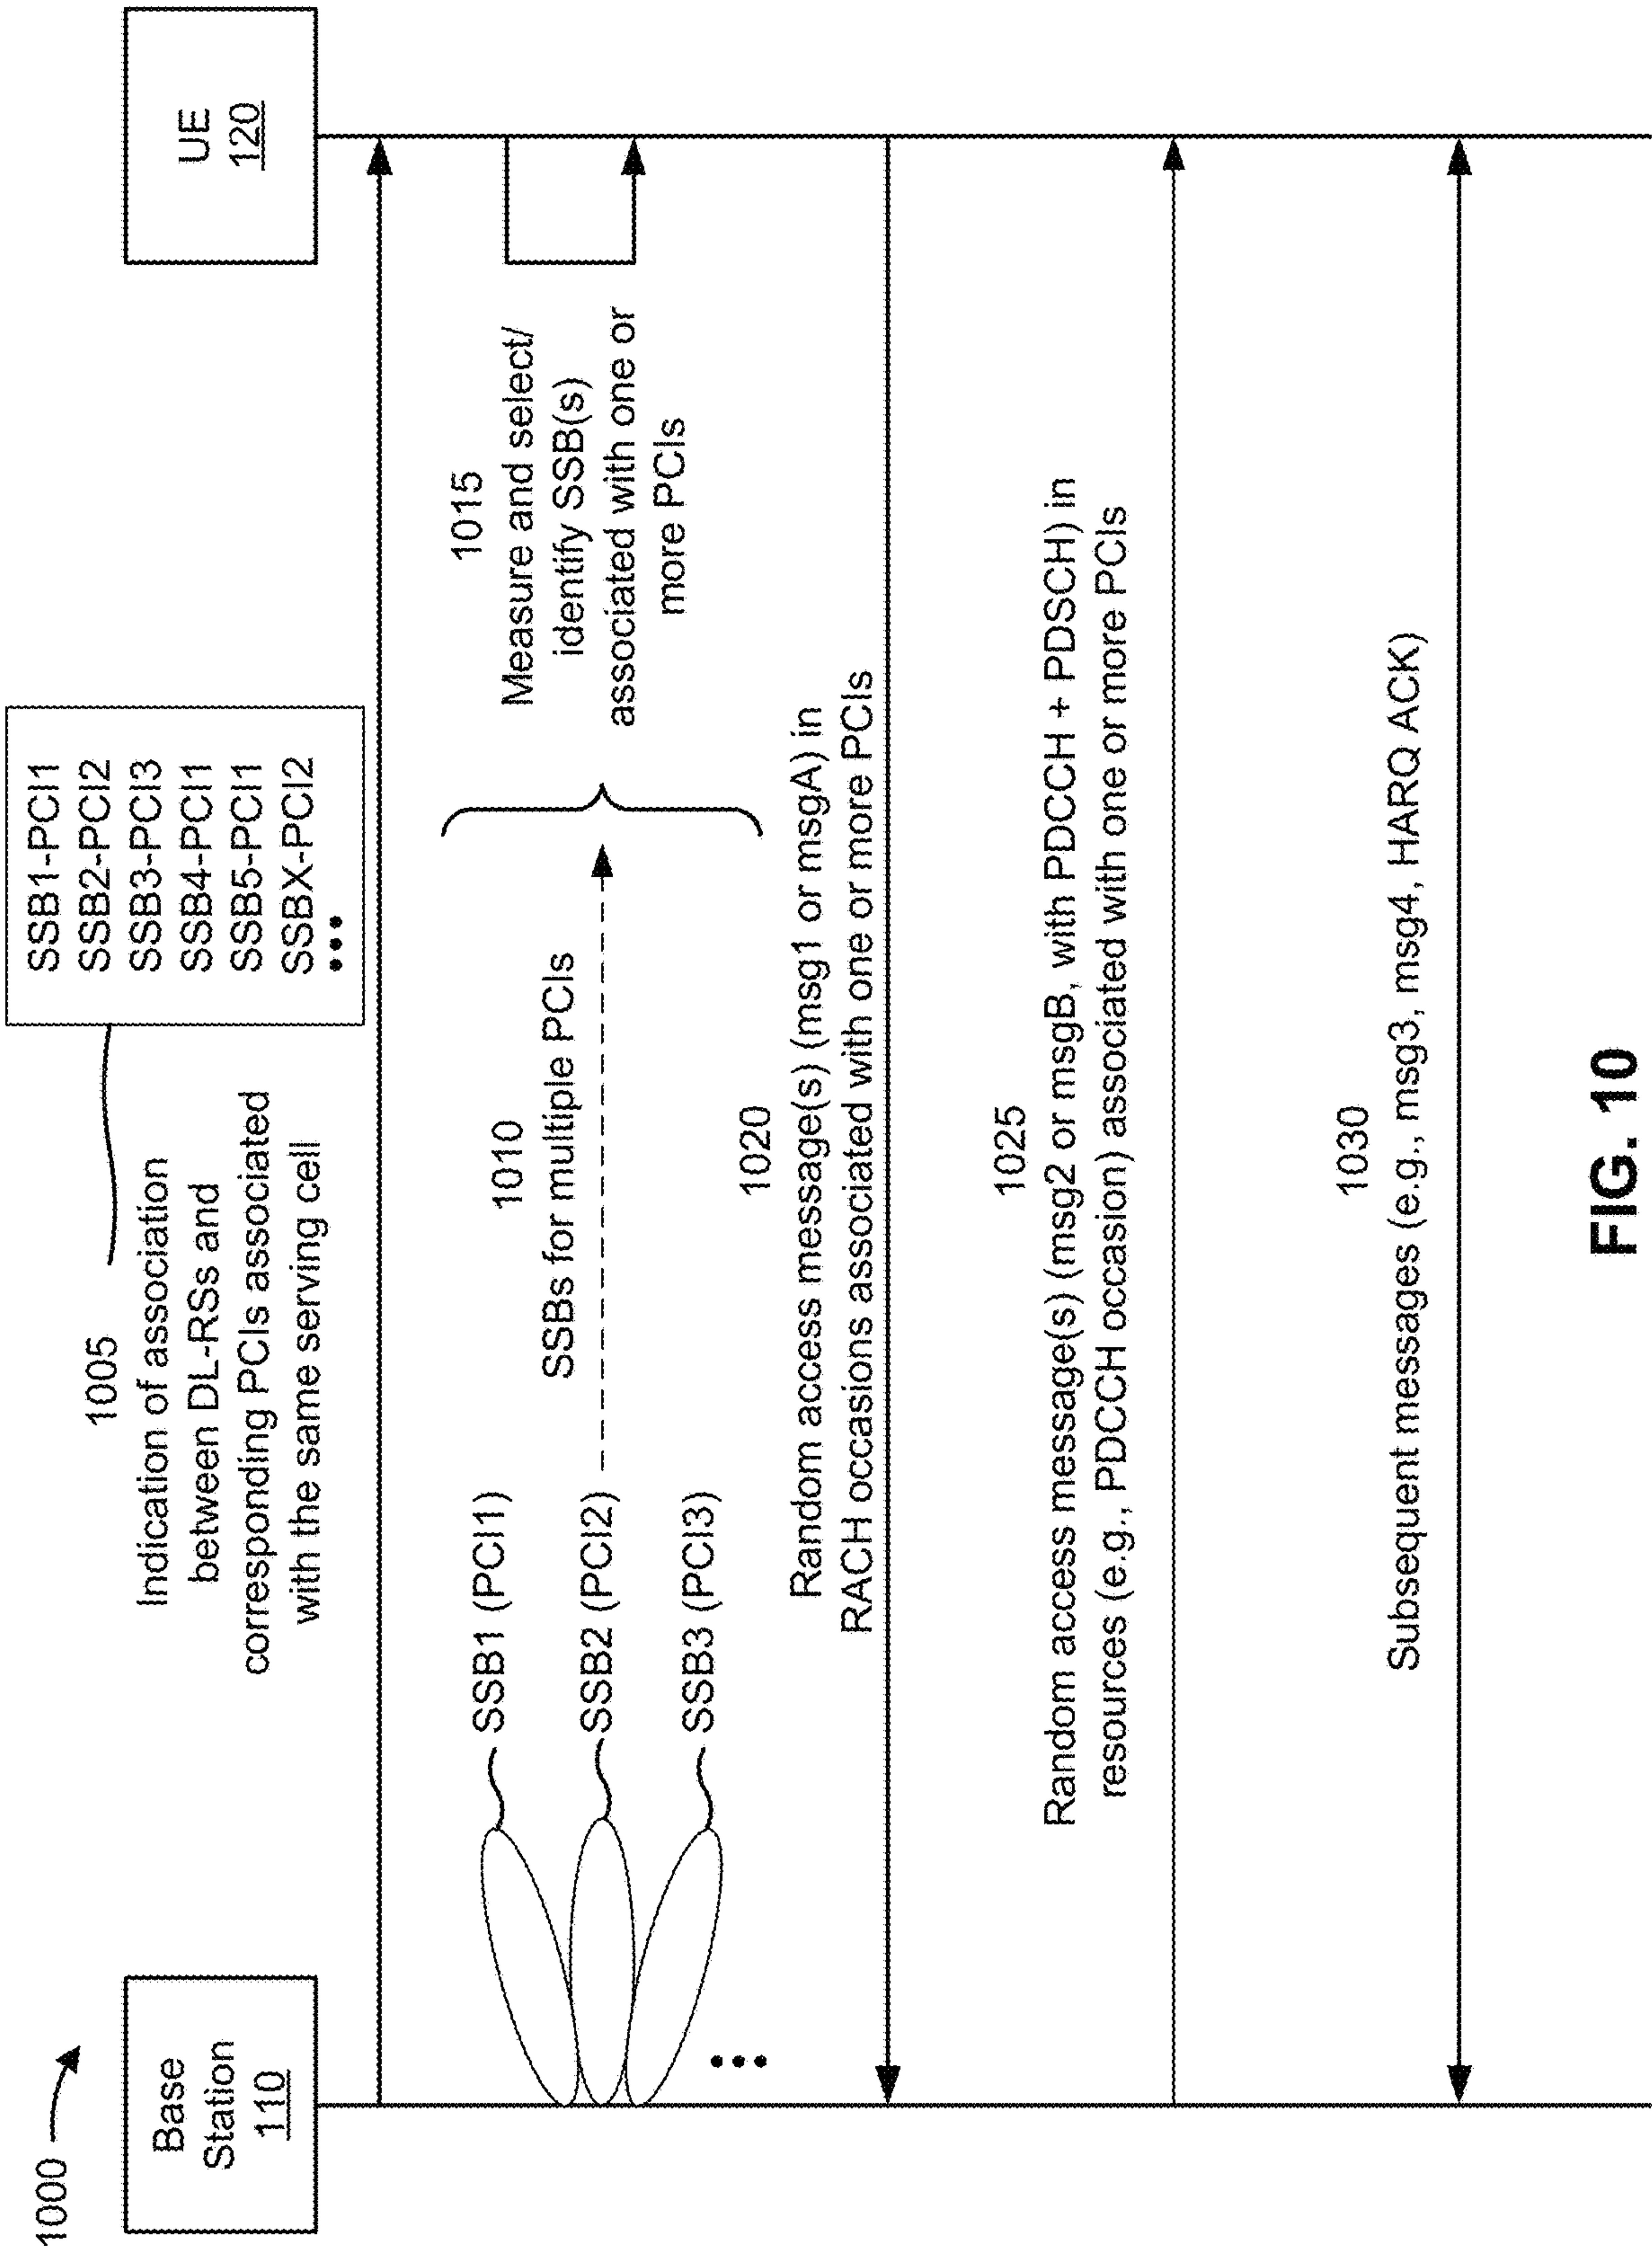 1000
Base
Station
110
UE
120
1005
Indication of association
between DL-RSs and
corresponding PCIs associated
with the same serving cell
SSB1-PCI1
SSB2-PCI2
SSB3-PCI3
SSB4-PCI1
SSB5-PCI1
SSBX-PCI2
•••
SSB1 (PCI1)
SSB2 (PCI2)
SSB3 (PCI3)
•••
1010
SSBs for multiple PCIs
1015
Measure and select/
identify SSB(s)
associated with one or
more PCIs
1020
Random access message(s) (msg1 or msgA) in
RACH occasions associated with one or more PCIs
1025
Random access message(s) (msg2 or msgB, with PDCCH + PDSCH) in
resources (e.g., PDCCH occasion) associated with one or more PCIs
1030
Subsequent messages (e.g., msg3, msg4, HARQ ACK)
FIG. 10